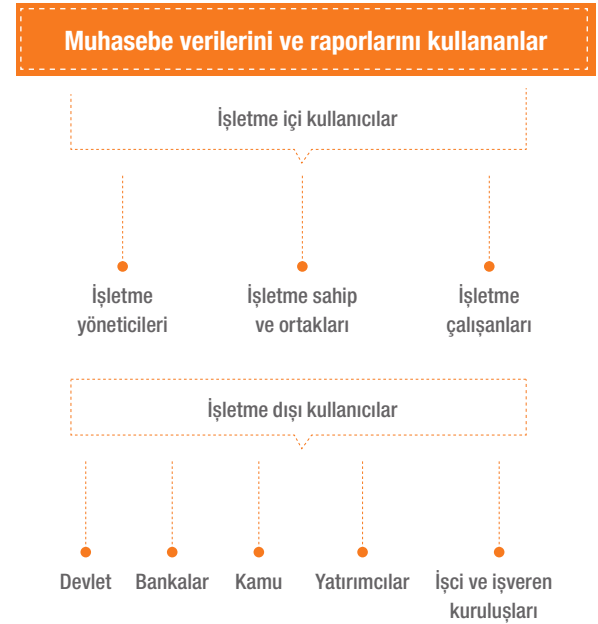 Muhasebe verilerini ve raporlarını kullananlar
İşletme içi kullanıcılar
İşletme
yöneticileri
İşletme sahip
ve ortakları
İşletme
çalışanları
İşletme dışı kullanıcılar
Devlet
Bankalar
Kamu
Yatırımcılar
İşci ve işveren
kuruluşları